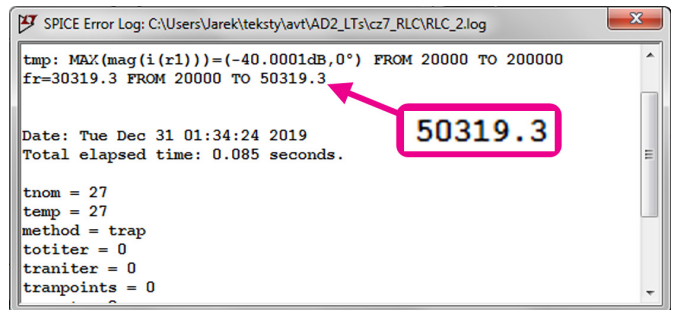 SPICE Error Log: C:\Users\Jarek\teksty\avt\AD2_LTs\cz7_RLC\RLC_2.log
tmp: MAX(mag(i(r1)))=(-40.0001dB,0°) FROM 20000 TO 200000
fr=30319.3 FROM 20000 TO 50319.3
50319.3
Date: Tue Dec 31 01:34:24 2019
Total elapsed time: 0.085 seconds.
tnom = 27
temp = 27
method = trap
totiter = 0
traniter = 0
tranpoints = 0